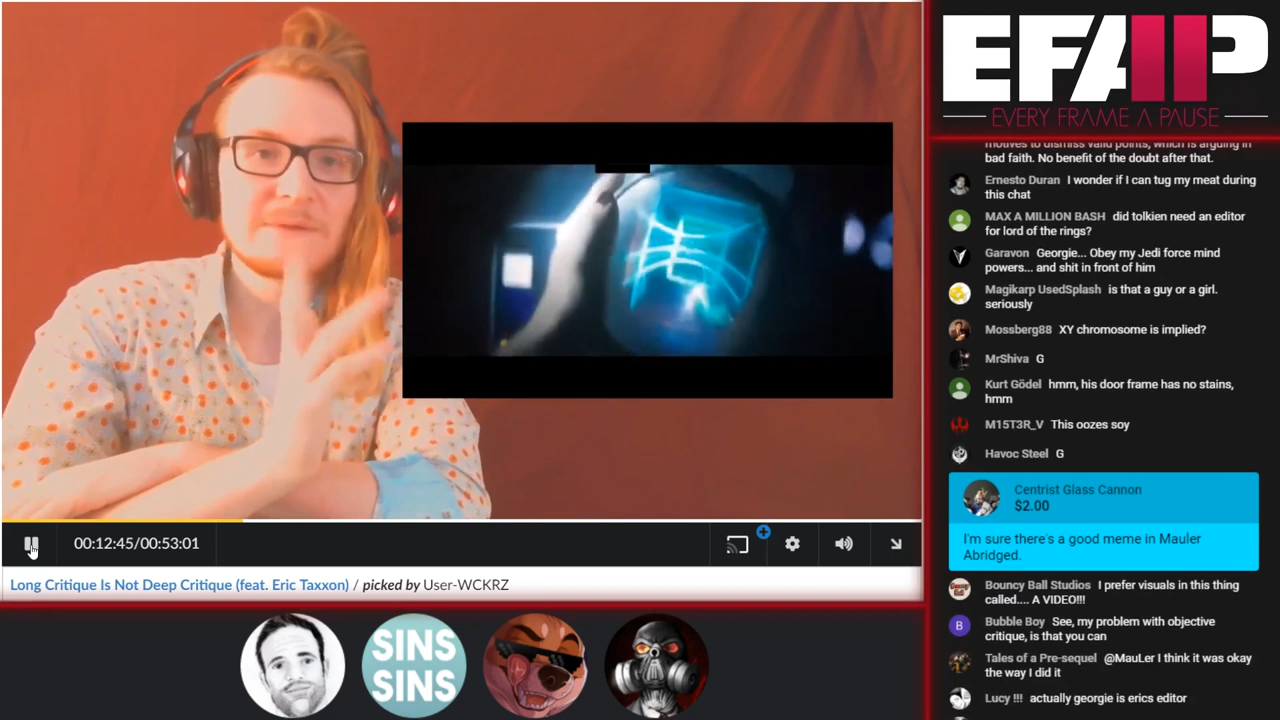 EFAP
EVERY FRAME A PAUSE
motives to dismiss valid points, which is arguing in
bad faith. No benefit of the doubt after that.
Ernesto Duran I wonder if I can tug my meat during
this chat
MAX A MILLION BASH did tolkien need an editor
for lord of the rings?
Garavon Georgie... Obey my Jedi force mind
powers... and shit in front of him
Magikarp UsedSplash is that a guy or a girl.
seriously
Mossberg88 XY chromosome is implied?
MrShiva G
Kurt Gödel hmm, his door frame has no stains,
hmm
M15T3R_V This oozes soy
Havoc Steel G
Centrist Glass Cannon
$2.00
I'm sure there's a good meme in Mauler
Abridged.
Bouncy Ball Studios I prefer visuals in this thing
called.... A VIDEO!!!
B
Bubble Boy See, my problem with objective
critique, is that you can
Tales of a Pre-sequel @MauLer I think it was okay
the way I did it
Lucy !!! actually georgie is erics editor
00:12:45/00:53:01
Long Critique Is Not Deep Critique (feat. Eric Taxxon) / picked by User-WCKRZ
SINS
SINS